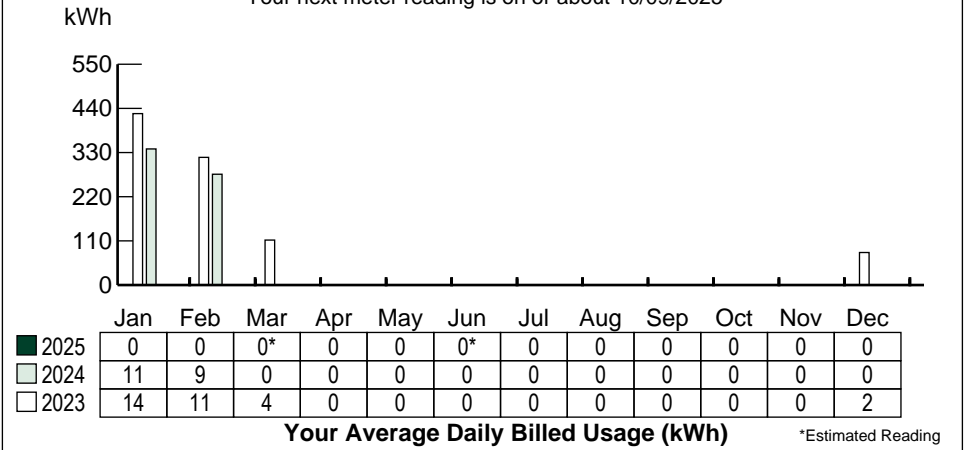 kWh
550
440
330
220
110
0
Jan Feb Mar Apr May Jun Jul Aug Sep Oct Nov Dec
2025 0 0 0* 0 0 0* 0 0 0 0 0 0
2024 11 9 0 0 0 0 0 0 0 0 0 0
2023 14 11 4 0 0 0 0 0 0 0 0 2
Your Average Daily Billed Usage (kWh) *Estimated Reading